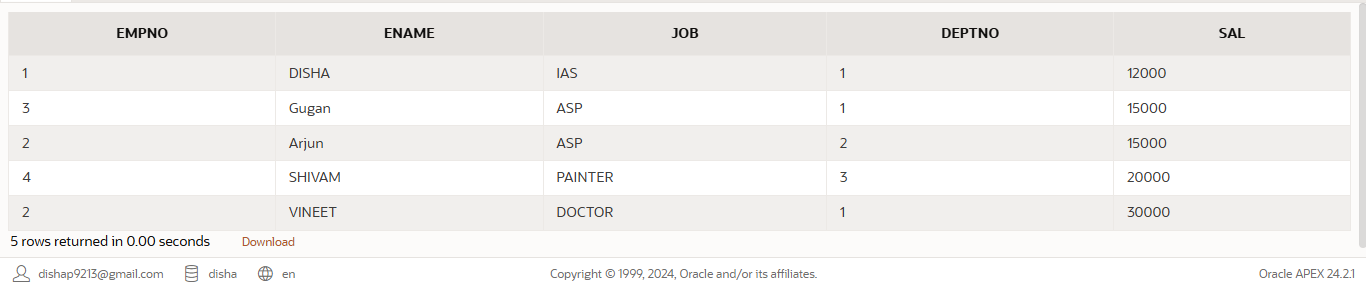 EMPNO ENAME JOB DEPTNO SAL
1 DISHA IAS 1 12000
3 Gugan ASP 1 15000
2 Arjun ASP 2 15000
4 SHIVAM PAINTER 3 20000
2 VINEET DOCTOR 1 30000
5 rows returned in 0.00 seconds Download
dishap9213@gmail.com disha en Copyright © 1999, 2024, Oracle and/or its affiliates. Oracle APEX 24.2.1